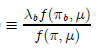 ≡ λ_b f(π_b, μ) / f(π, μ)